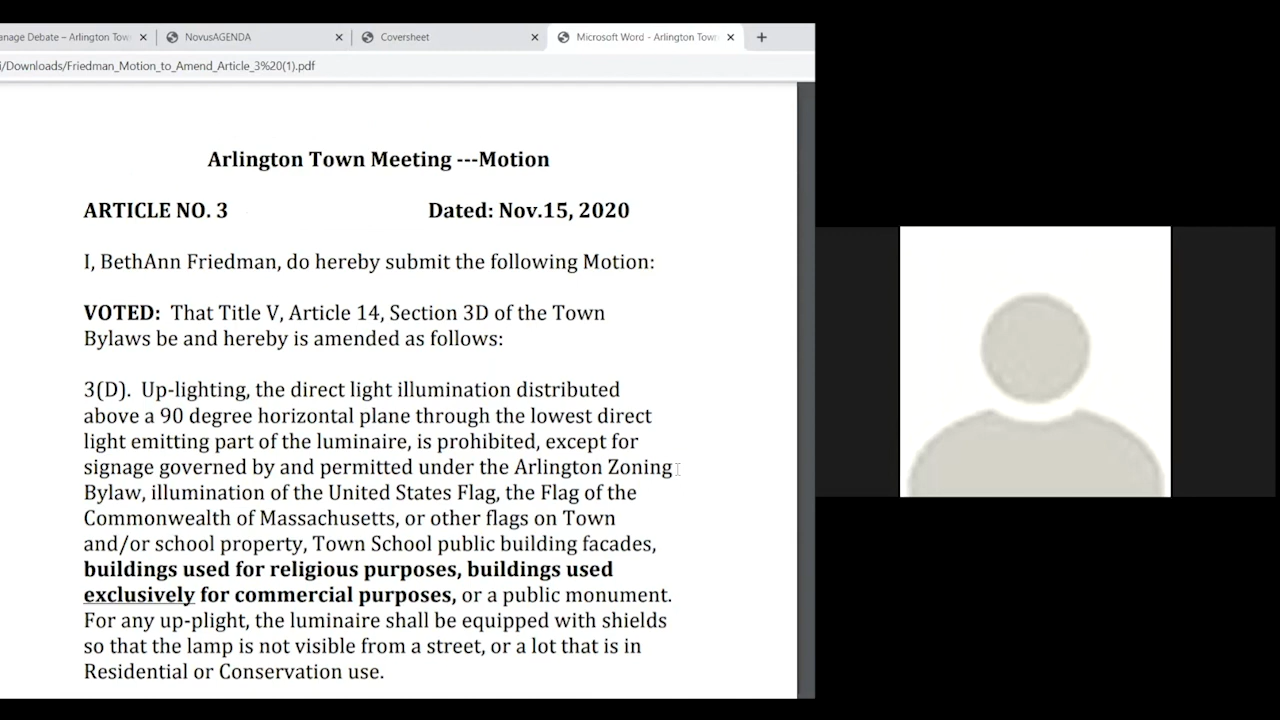 anage Debate – Arlington Tow
NovusAGENDA
Coversheet
Microsoft Word - Arlington Town
i/Downloads/Friedman_Motion_to_Amend_Article_3%20(1).pdf
Arlington Town Meeting ---Motion
ARTICLE NO. 3 Dated: Nov.15, 2020
I, BethAnn Friedman, do hereby submit the following Motion:
VOTED: That Title V, Article 14, Section 3D of the Town
Bylaws be and hereby is amended as follows:
3(D). Up-lighting, the direct light illumination distributed
above a 90 degree horizontal plane through the lowest direct
light emitting part of the luminaire, is prohibited, except for
signage governed by and permitted under the Arlington Zoning
Bylaw, illumination of the United States Flag, the Flag of the
Commonwealth of Massachusetts, or other flags on Town
and/or school property, Town School public building facades,
buildings used for religious purposes, buildings used
exclusively for commercial purposes, or a public monument.
For any up-plight, the luminaire shall be equipped with shields
so that the lamp is not visible from a street, or a lot that is in
Residential or Conservation use.